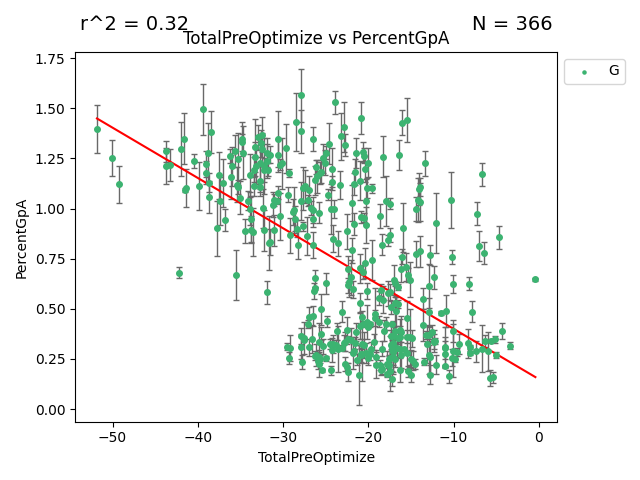 r^2 = 0.32
N = 366
TotalPreOptimize vs PercentGpA
G
1.75
1.50
1.25
1.00
0.75
0.50
0.25
0.00
PercentGpA
−50
−40
−30
−20
−10
0
TotalPreOptimize